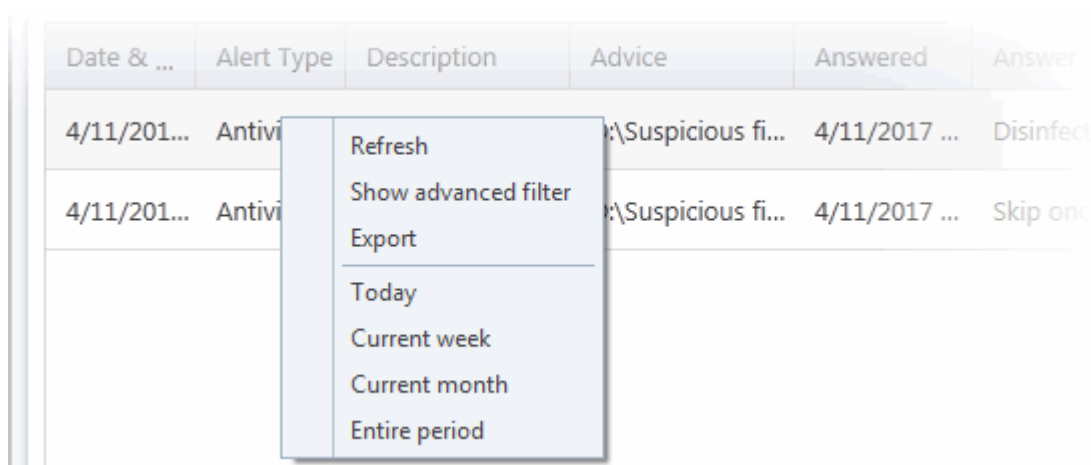 Date & ... Alert Type Description Advice Answered Answer
4/11/201... Antivi :\Suspicious fi... 4/11/2017 ... Disinfect
Refresh
Show advanced filter
4/11/201... Antivi :\Suspicious fi... 4/11/2017 ... Skip onc
Export
Today
Current week
Current month
Entire period